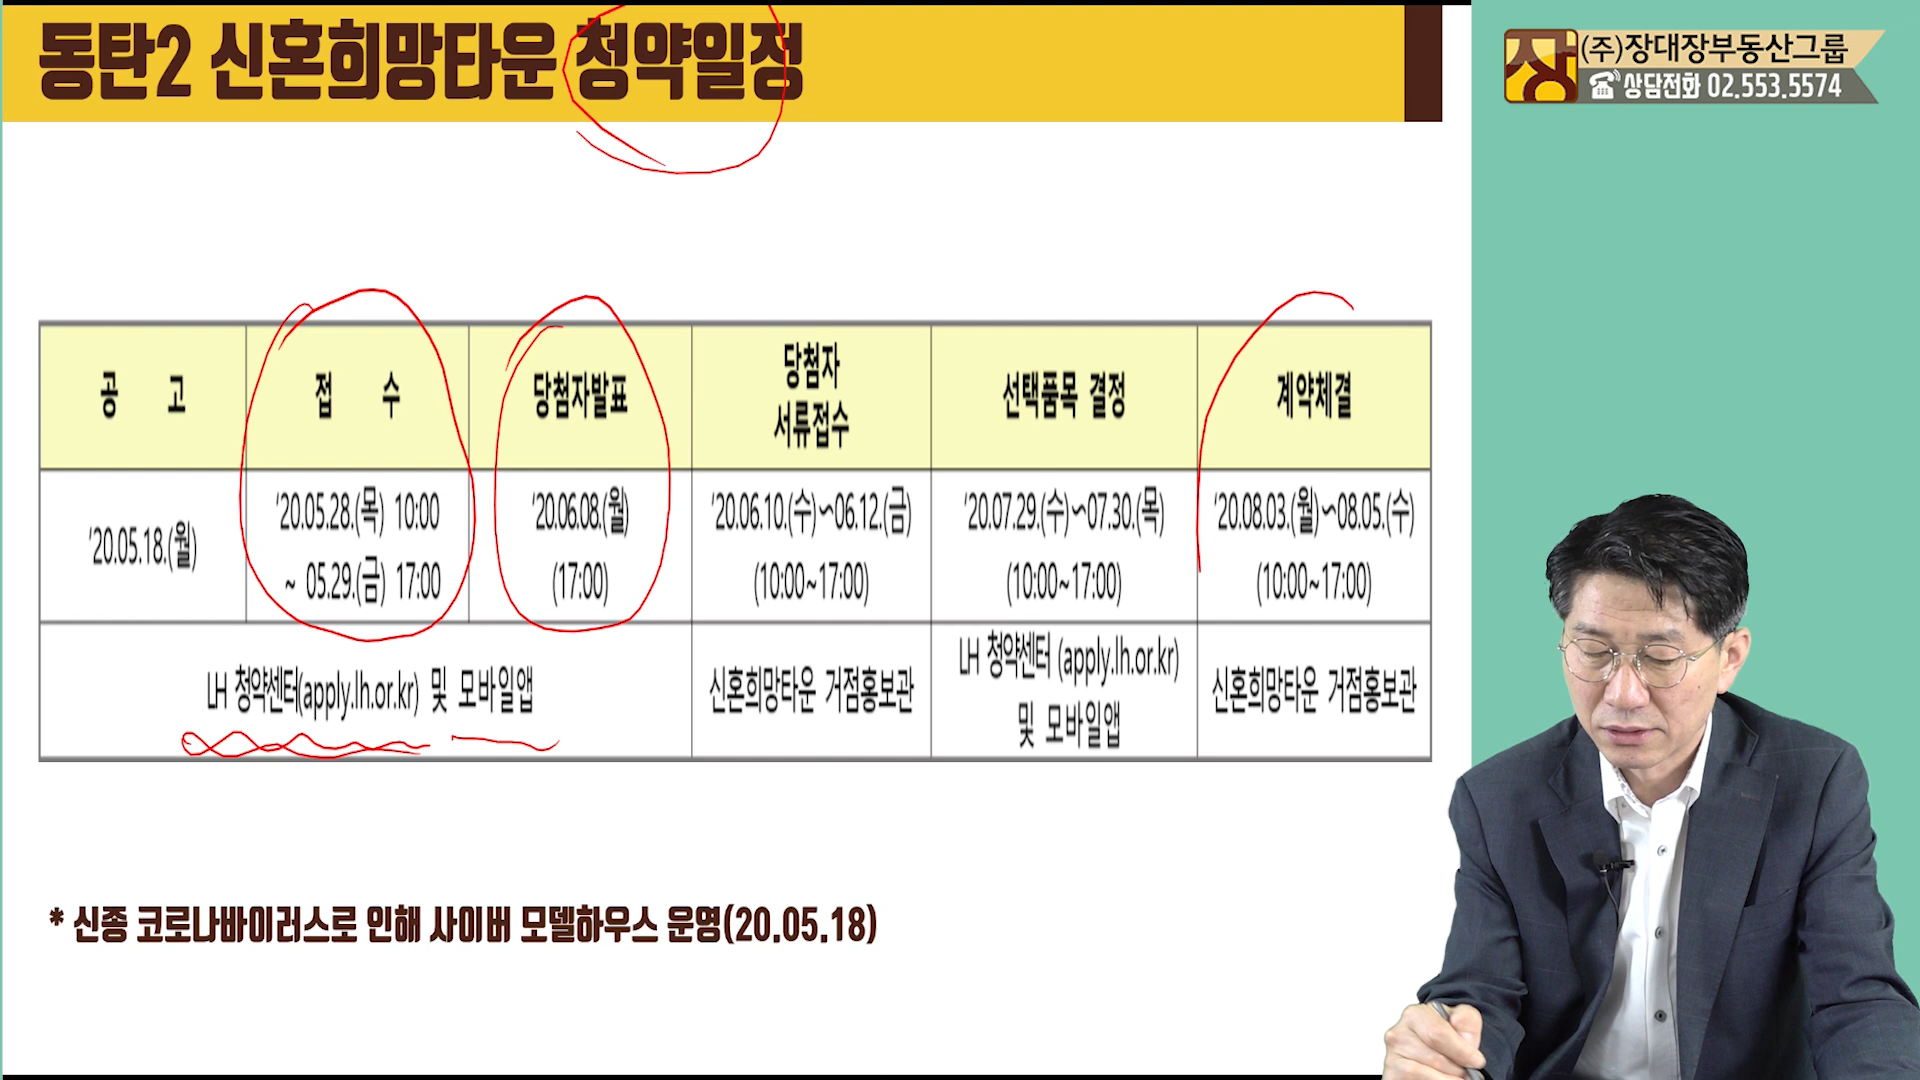 동탄2 신혼희망타운 청약일정
(주)장대장부동산그룹
상담전화 02.553.5574
공 고
접 수
당첨자발표
당첨자
서류접수
선택품목 결정
계약체결
'20.05.18.(월)
'20.05.28.(목) 10:00
~ 05.29.(금) 17:00
'20.06.08.(월)
(17:00)
'20.06.10.(수)~06.12.(금)
(10:00~17:00)
'20.07.29.(수)~07.30.(목)
(10:00~17:00)
'20.08.03.(월)~08.05.(수)
(10:00~17:00)
LH 청약센터(apply.lh.or.kr) 및 모바일앱
신혼희망타운 거점홍보관
LH 청약센터 (apply.lh.or.kr)
및 모바일앱
신혼희망타운 거점홍보관
* 신종 코로나바이러스로 인해 사이버 모델하우스 운영(20.05.18)